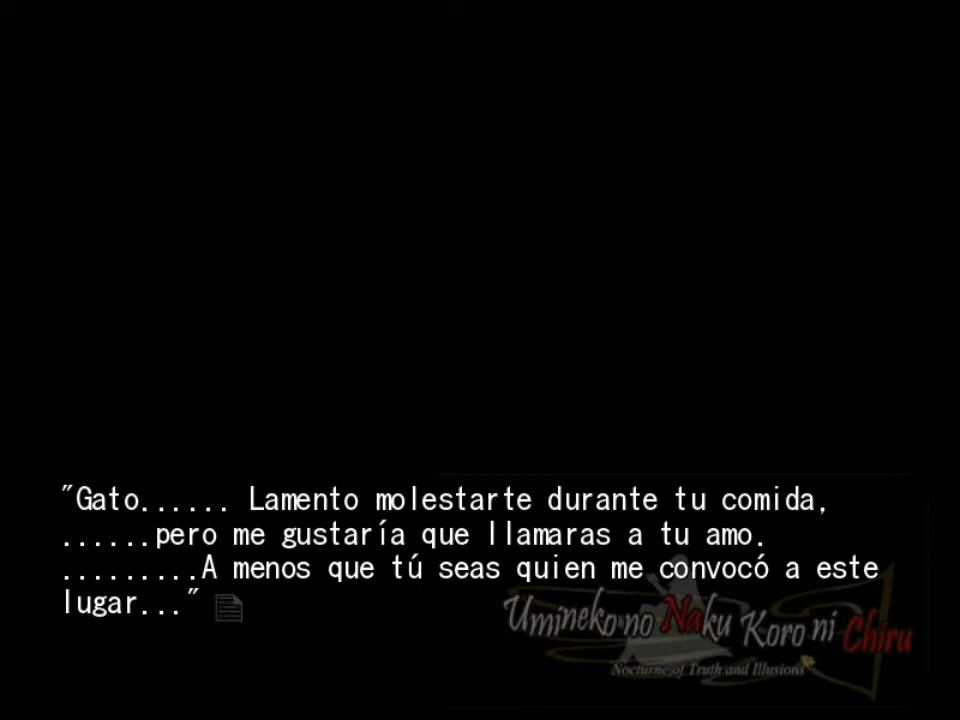 "Gato...... Lamento molestarte durante tu comida,
......pero me gustaría que llamaras a tu amo.
.........A menos que tú seas quien me convocó a este
lugar..."
Umineko no Naku Koro ni Chiru
Nocturne of Truth and Illusions